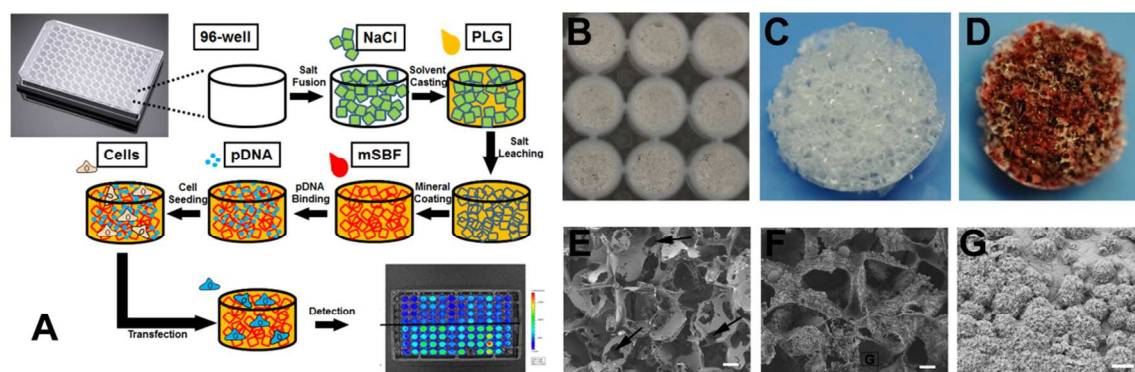 96-well
NaCl
PLG
Salt
Fusion
Solvent
Casting
Salt
Leaching
Cells
pDNA
mSBF
Cell
Seeding
pDNA
Binding
Mineral
Coating
Transfection
Detection
A
B
C
D
E
F
G
G